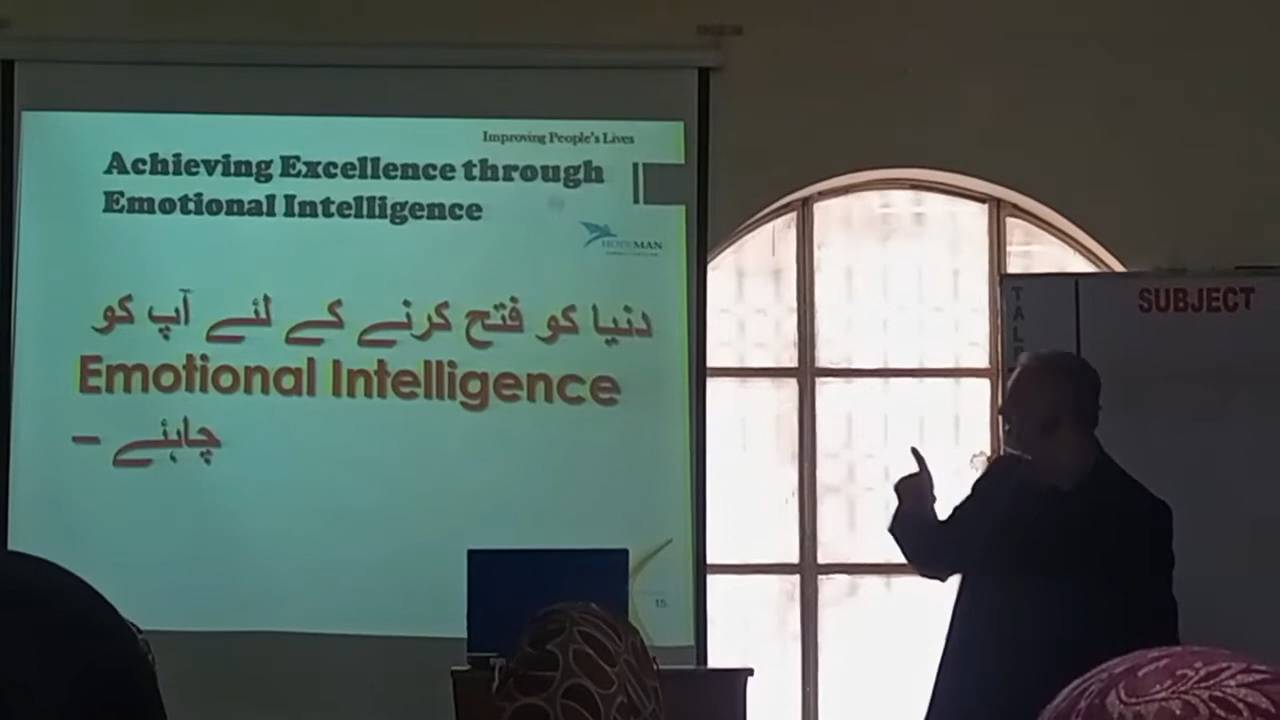 Improving People's Lives
Achieving Excellence through
Emotional Intelligence
HOPEMAN
دنیا کو فتح کرنے کے لئے آپ کو
Emotional Intelligence
چاہئے –
15
SUBJECT